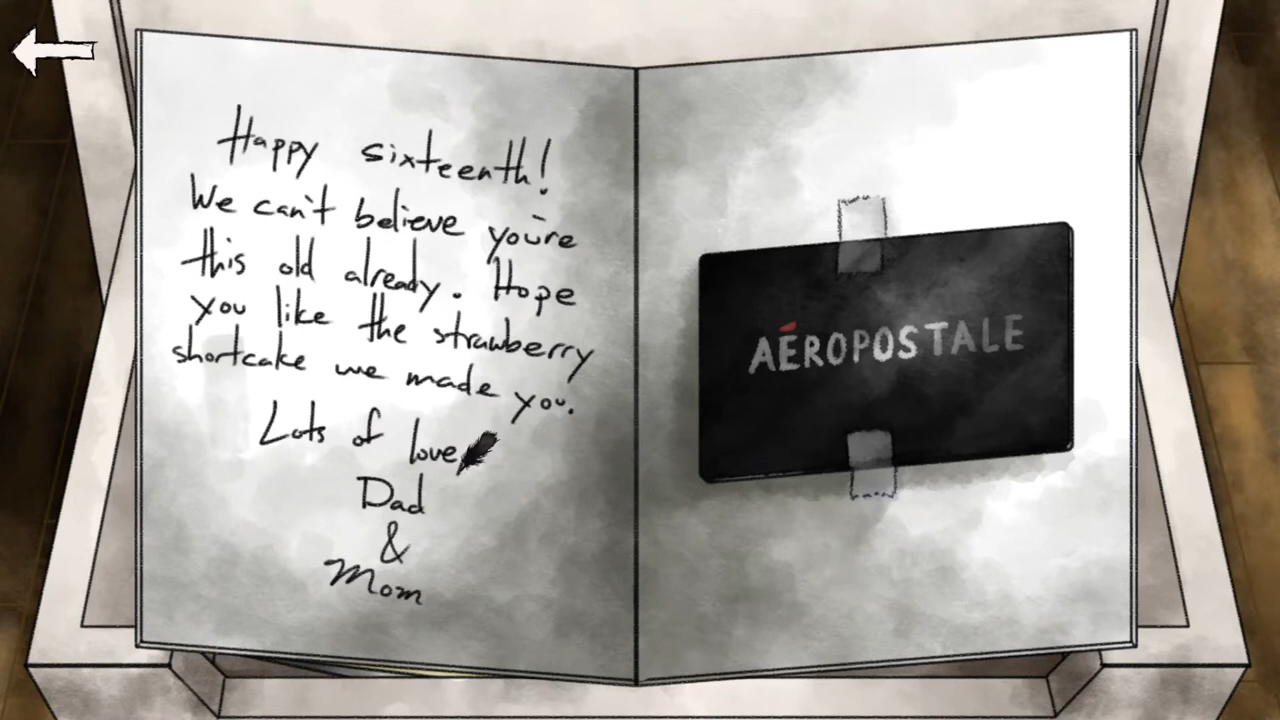 Happy sixteenth!
We can't believe you're
this old already. Hope
you like the strawberry
shortcake we made you.
Lots of love
Dad
&
Mom
AÉROPOSTALE